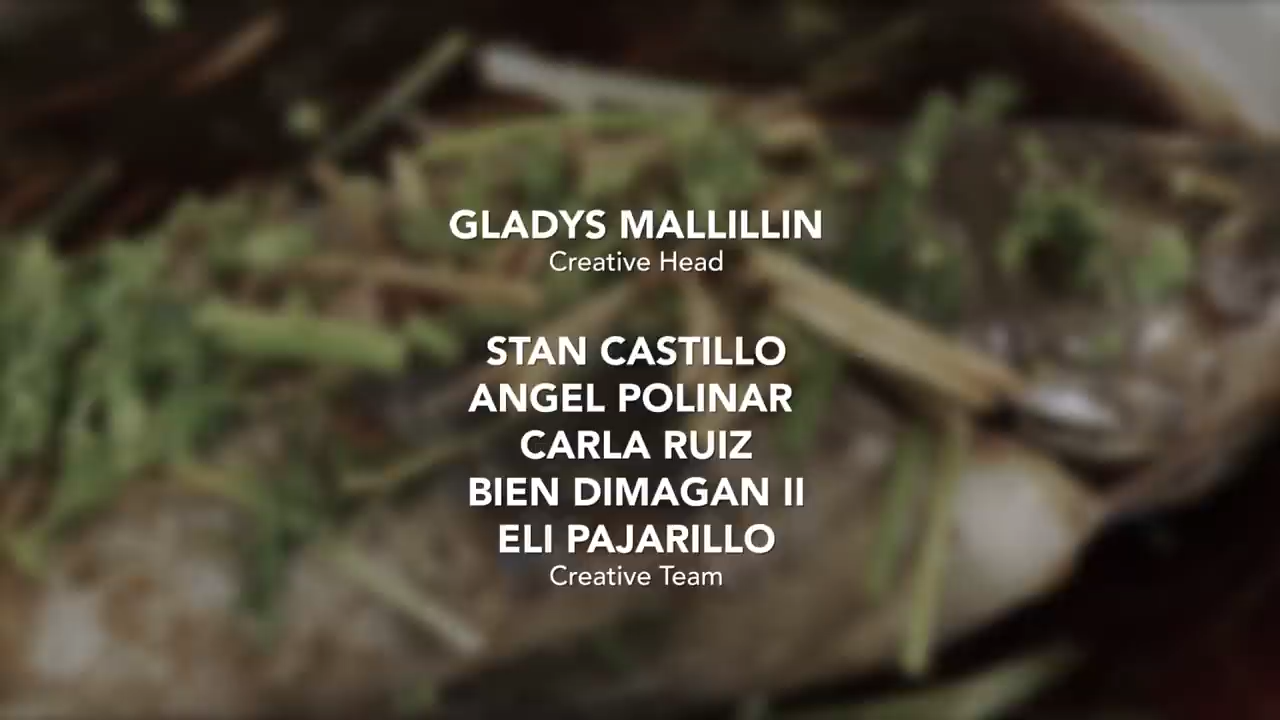 GLADYS MALLILLIN
Creative Head
STAN CASTILLO
ANGEL POLINAR
CARLA RUIZ
BIEN DIMAGAN II
ELI PAJARILLO
Creative Team